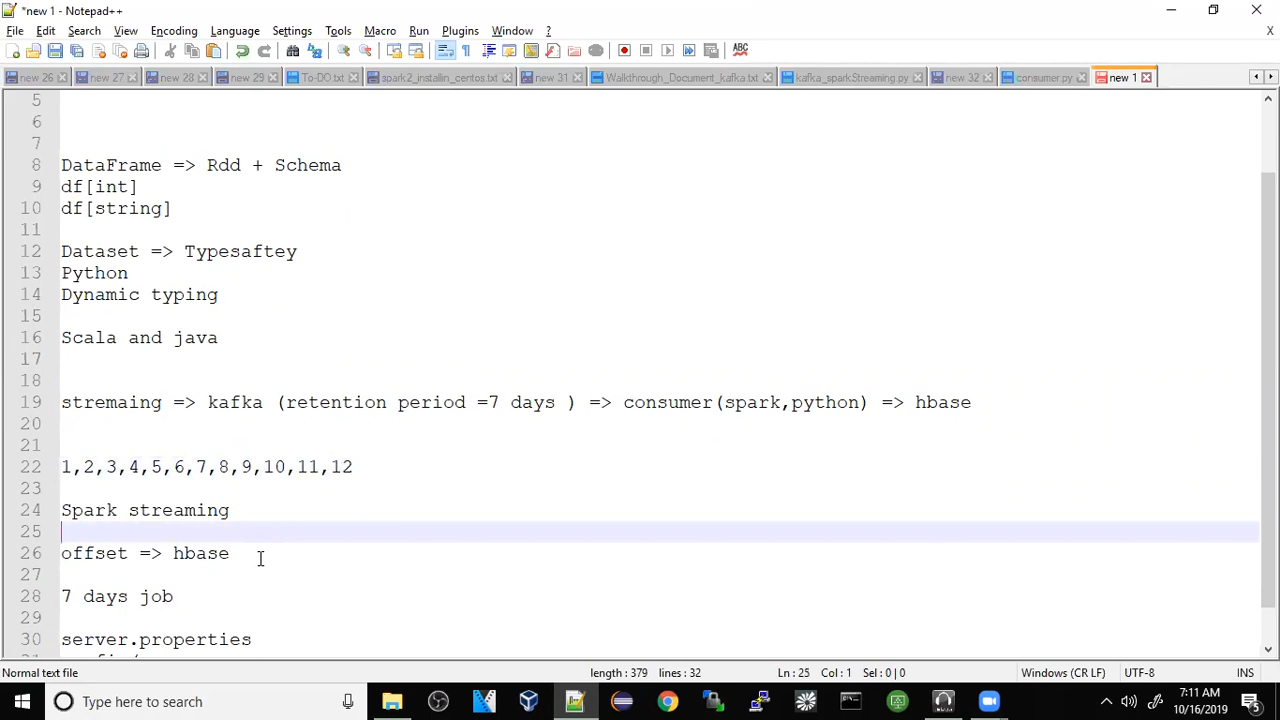 *new 1 - Notepad++
File Edit Search View Encoding Language Settings Tools Macro Run Plugins Window ?
new 26 new 27 new 28 new 29 To-DO.txt spark2_installin_centos.txt new 31 Walkthrough_Document_kafka.txt kafka_sparkStreaming.py new 32 consumer.py new 1
5
6
7
8 DataFrame => Rdd + Schema
9 df[int]
10 df[string]
11
12 Dataset => Typesaftey
13 Python
14 Dynamic typing
15
16 Scala and java
17
18
19 stremaing => kafka (retention period =7 days ) => consumer(spark,python) => hbase
20
21
22 1,2,3,4,5,6,7,8,9,10,11,12
23
24 Spark streaming
25
26 offset => hbase
27
28 7 days job
29
30 server.properties
Normal text file length : 379 lines : 32 Ln : 25 Col : 1 Sel : 0 | 0 Windows (CR LF) UTF-8 INS
Type here to search
7:11 AM
10/16/2019
5